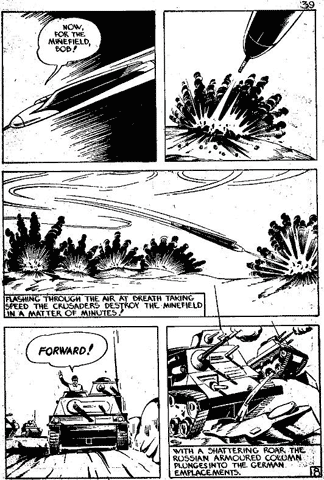 39
NOW,
FOR THE
MINEFIELD,
BOB!
FLASHING THROUGH THE AIR AT BREATH TAKING
SPEED THE CRUSADERS DESTROY THE MINEFIELD
IN A MATTER OF MINUTES!
FORWARD!
WITH A SHATTERING ROAR THE
RUSSIAN ARMOURED COLUMN
PLUNGES INTO THE GERMAN
EMPLACEMENTS.
8